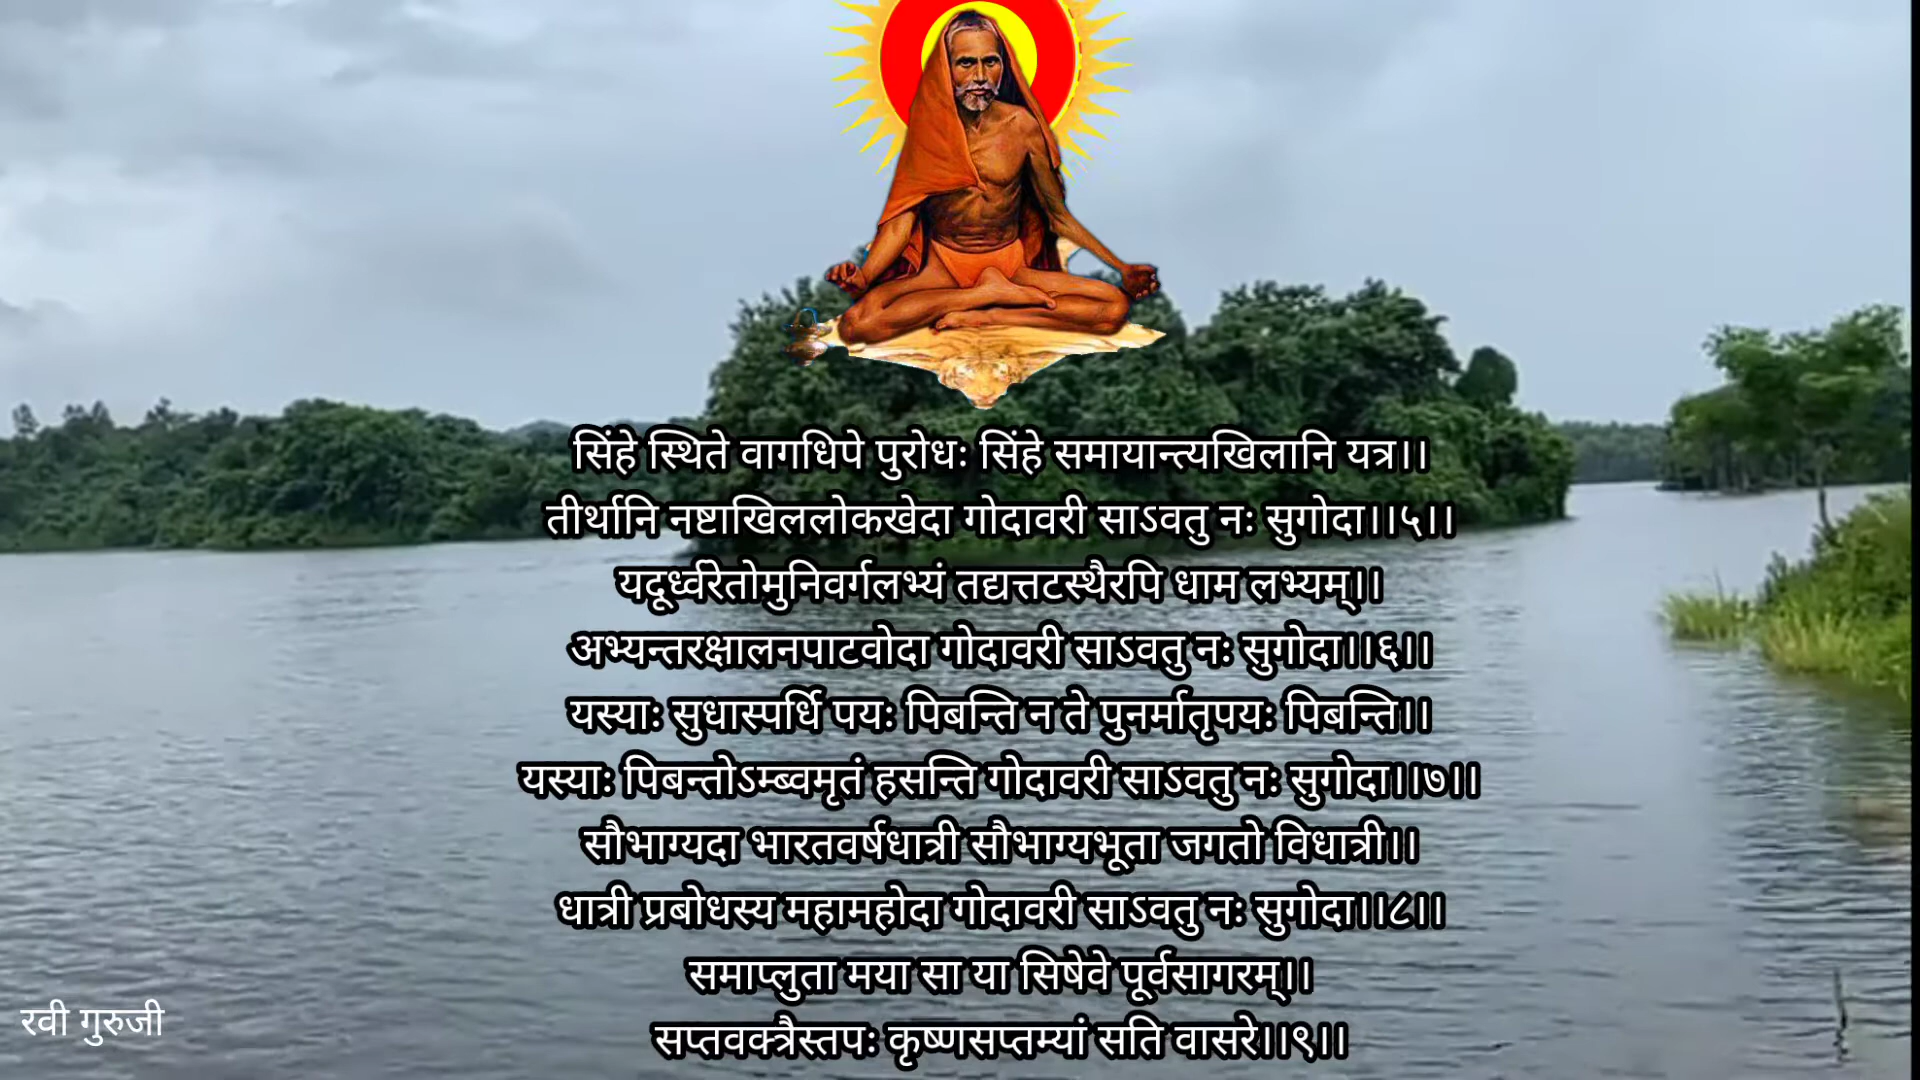 सिंहे स्थिते वागधिपे पुरोधः सिंहे समायान्त्यखिलानि यत्र।।
तीर्थानि नष्टाखिललोकखेदा गोदावरी साऽवतु नः सुगोदा।।५।।
यदूर्ध्वरेतोमुनिवर्गलभ्यं तद्यत्तटस्थैरपि धाम लभ्यम्।।
अभ्यन्तरक्षालनपाटवोदा गोदावरी साऽवतु नः सुगोदा।।६।।
यस्याः सुधास्पर्धि पयः पिबन्ति न ते पुनर्मातृपयः पिबन्ति।।
यस्याः पिबन्तोऽम्ब्वमृतं हसन्ति गोदावरी साऽवतु नः सुगोदा।।७।।
सौभाग्यदा भारतवर्षधात्री सौभाग्यभूता जगतो विधात्री।।
धात्री प्रबोधस्य महामहोदा गोदावरी साऽवतु नः सुगोदा।।८।।
समाप्लुता मया सा या सिषेवे पूर्वसागरम्।।
सप्तवक्त्रैस्तपः कृष्णसप्तम्यां सति वासरे।।९।।
रवी गुरुजी